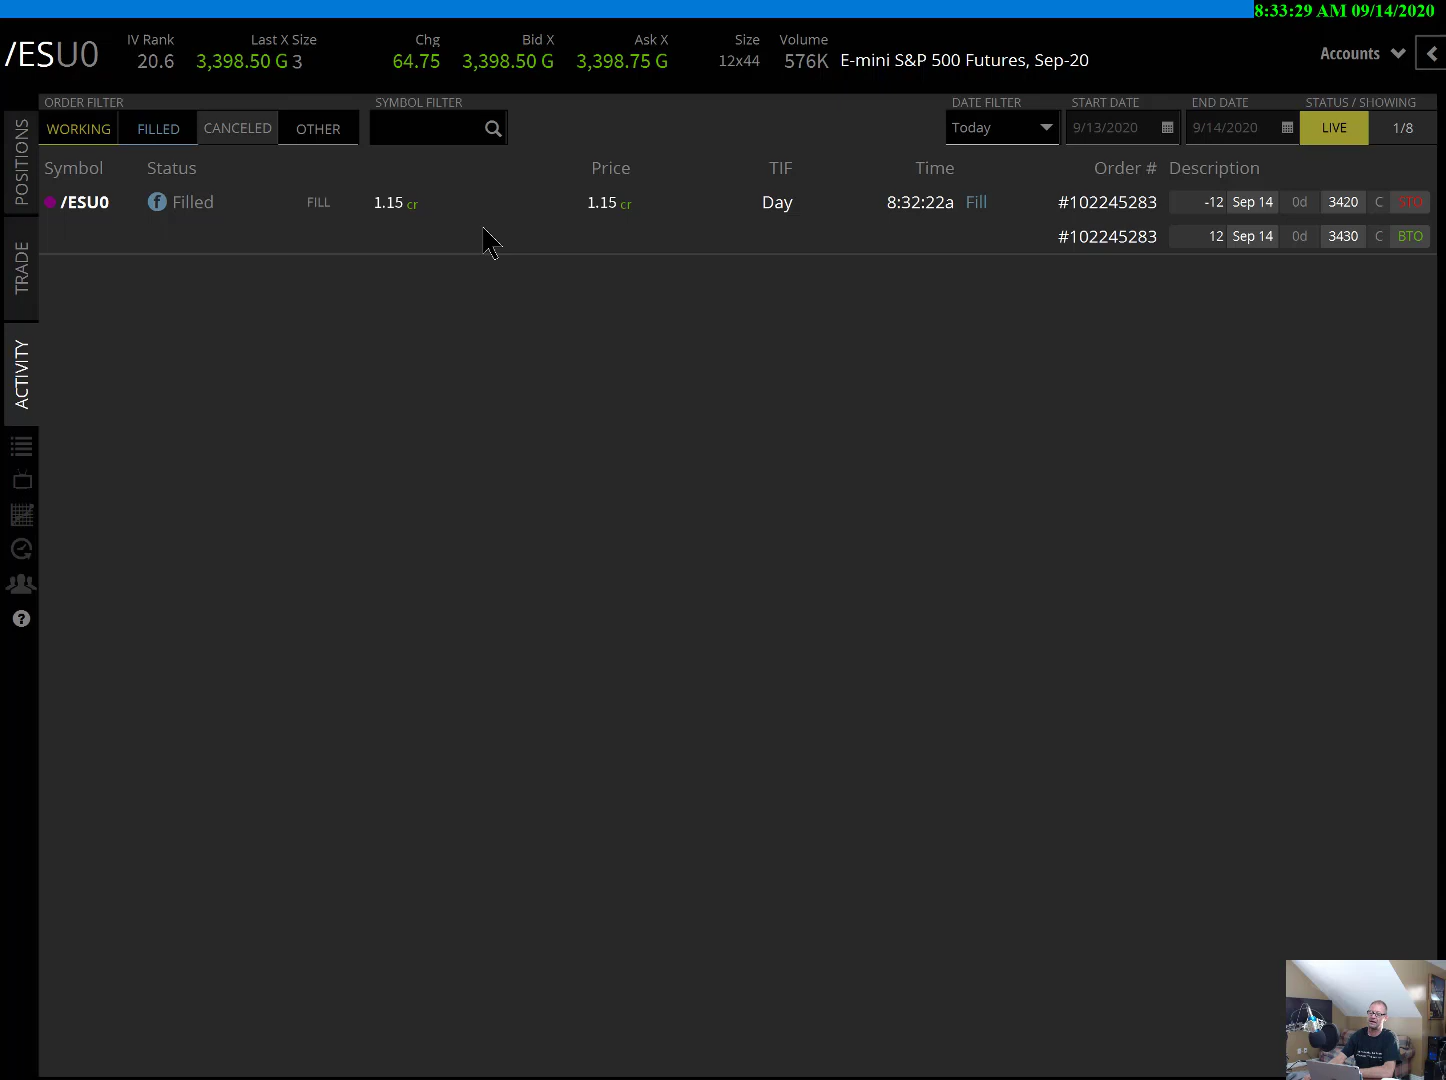 8:33:29 AM 09/14/2020
/ESU0
IV Rank Last X Size Chg Bid X Ask X Size Volume
20.6 3,398.50 G 3 64.75 3,398.50 G 3,398.75 G 12x44 576K E-mini S&P 500 Futures, Sep-20
Accounts
ORDER FILTER SYMBOL FILTER DATE FILTER START DATE END DATE STATUS / SHOWING
WORKING FILLED CANCELED OTHER Today 9/13/2020 9/14/2020 LIVE 1/8
POSITIONS
TRADE
ACTIVITY
Symbol Status Price TIF Time Order # Description
/ESU0 f Filled FILL 1.15 cr 1.15 cr Day 8:32:22a Fill #102245283 -12 Sep 14 0d 3420 C STO
#102245283 12 Sep 14 0d 3430 C BTO
?